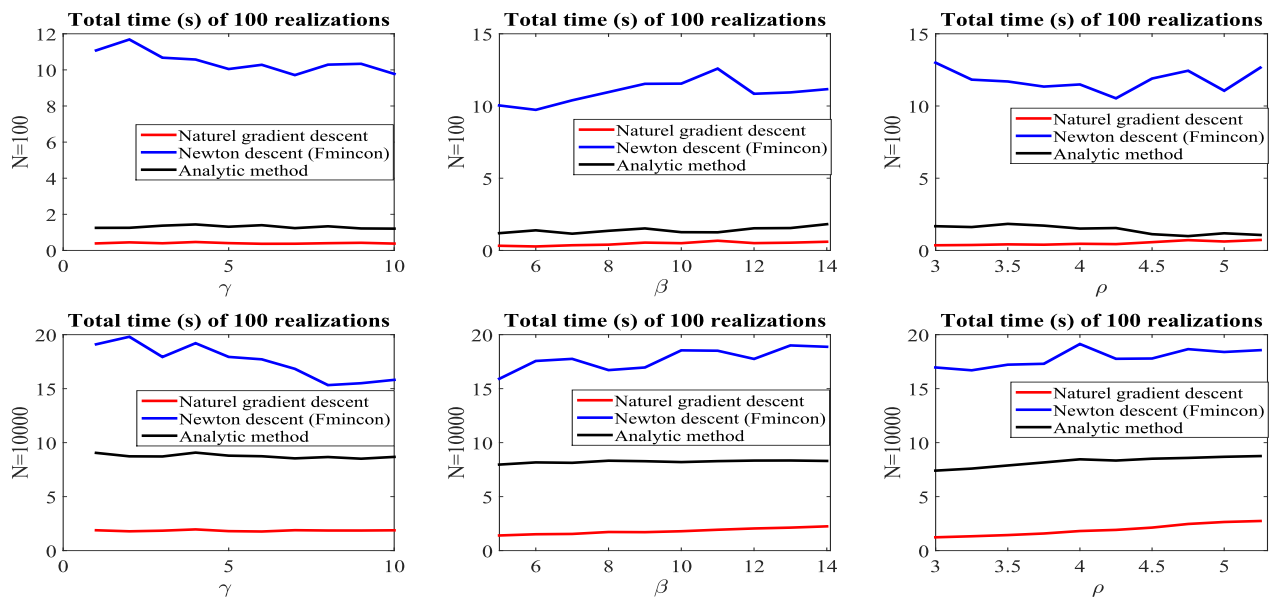 Total time (s) of 100 realizations
12
10
8
6
4
2
0
N=100
Naturel gradient descent
Newton descent (Fmincon)
Analytic method
0 5 10
γ
Total time (s) of 100 realizations
15
10
5
0
N=100
Naturel gradient descent
Newton descent (Fmincon)
Analytic method
6 8 10 12 14
β
Total time (s) of 100 realizations
15
10
5
0
N=100
Naturel gradient descent
Newton descent (Fmincon)
Analytic method
3 3.5 4 4.5 5
ρ
Total time (s) of 100 realizations
20
15
10
5
0
N=10000
Naturel gradient descent
Newton descent (Fmincon)
Analytic method
0 5 10
γ
Total time (s) of 100 realizations
20
15
10
5
0
N=10000
Naturel gradient descent
Newton descent (Fmincon)
Analytic method
6 8 10 12 14
β
Total time (s) of 100 realizations
20
15
10
5
0
N=10000
Naturel gradient descent
Newton descent (Fmincon)
Analytic method
3 3.5 4 4.5 5
ρ